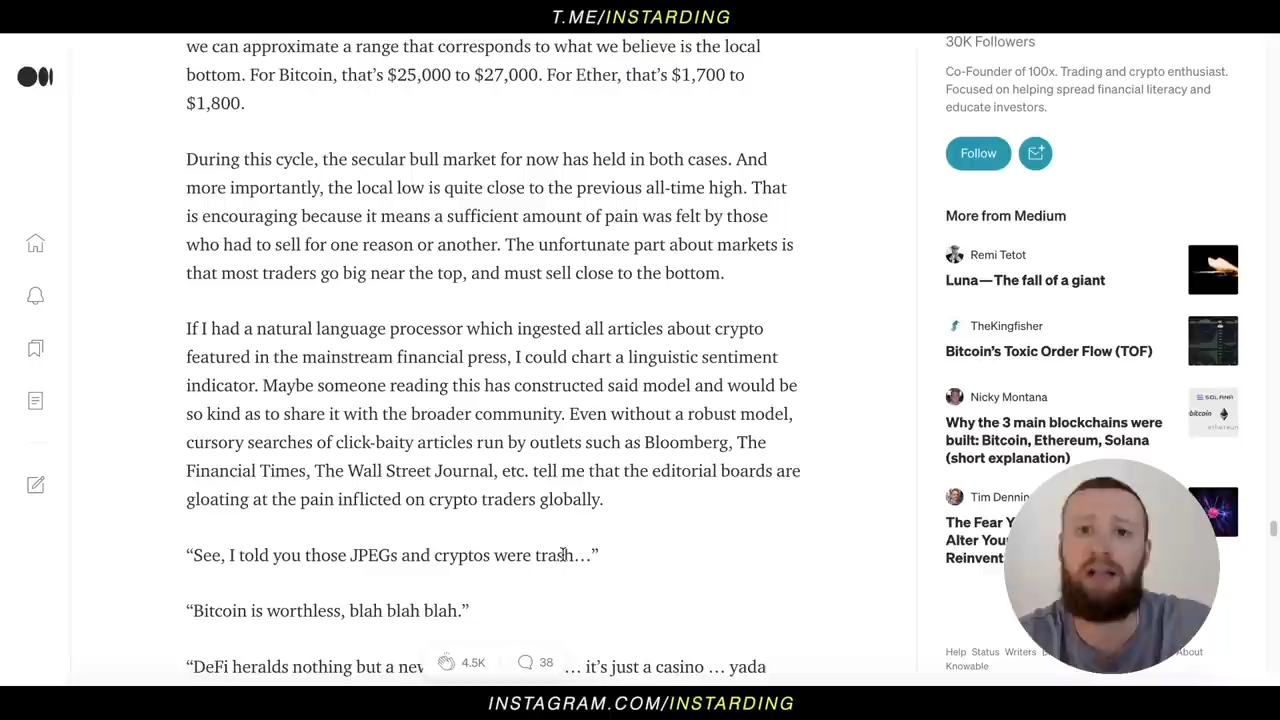 T.ME/INSTARDING
we can approximate a range that corresponds to what we believe is the local
bottom. For Bitcoin, that’s $25,000 to $27,000. For Ether, that’s $1,700 to
$1,800.
During this cycle, the secular bull market for now has held in both cases. And
more importantly, the local low is quite close to the previous all-time high. That
is encouraging because it means a sufficient amount of pain was felt by those
who had to sell for one reason or another. The unfortunate part about markets is
that most traders go big near the top, and must sell close to the bottom.
If I had a natural language processor which ingested all articles about crypto
featured in the mainstream financial press, I could chart a linguistic sentiment
indicator. Maybe someone reading this has constructed said model and would be
so kind as to share it with the broader community. Even without a robust model,
cursory searches of click-baity articles run by outlets such as Bloomberg, The
Financial Times, The Wall Street Journal, etc. tell me that the editorial boards are
gloating at the pain inflicted on crypto traders globally.
“See, I told you those JPEGs and cryptos were trash…”
“Bitcoin is worthless, blah blah blah.”
“DeFi heralds nothing but a … it’s just a casino … yada
4.5K 38
30K Followers
Co-Founder of 100x. Trading and crypto enthusiast.
Focused on helping spread financial literacy and
educate investors.
Follow
More from Medium
Remi Tetot
Luna—The fall of a giant
TheKingfisher
Bitcoin’s Toxic Order Flow (TOF)
Nicky Montana
Why the 3 main blockchains were
built: Bitcoin, Ethereum, Solana
(short explanation)
SOLANA
bitcoin
ethereum
Tim Dennin
The Fear
Alter You
Reinvent
Help Status Writers About
Knowable
INSTAGRAM.COM/INSTARDING